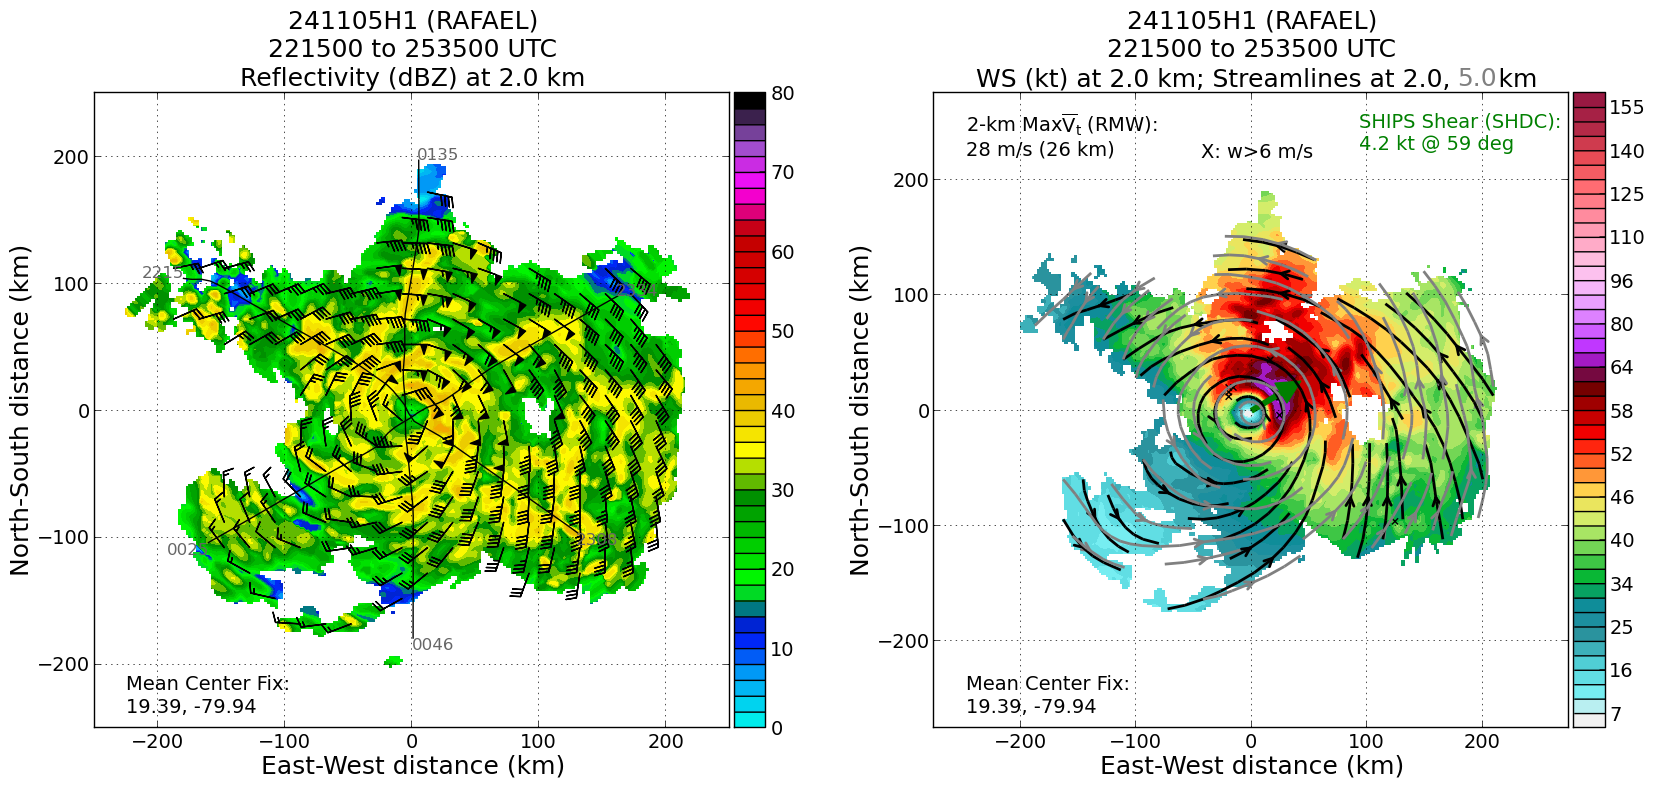 241105H1 (RAFAEL)
221500 to 253500 UTC
Reflectivity (dBZ) at 2.0 km
North-South distance (km)
200
100
0
−100
−200
0135
2215
0046
Mean Center Fix:
19.39, -79.94
−200
−100
0
100
200
East-West distance (km)
80
70
60
50
40
30
20
10
0
241105H1 (RAFAEL)
221500 to 253500 UTC
WS (kt) at 2.0 km; Streamlines at 2.0, 5.0km
North-South distance (km)
200
100
0
−100
−200
2-km MaxV̅t (RMW):
28 m/s (26 km)
X: w>6 m/s
SHIPS Shear (SHDC):
4.2 kt @ 59 deg
Mean Center Fix:
19.39, -79.94
−200
−100
0
100
200
East-West distance (km)
155
140
125
110
96
80
64
58
52
46
40
34
25
16
7